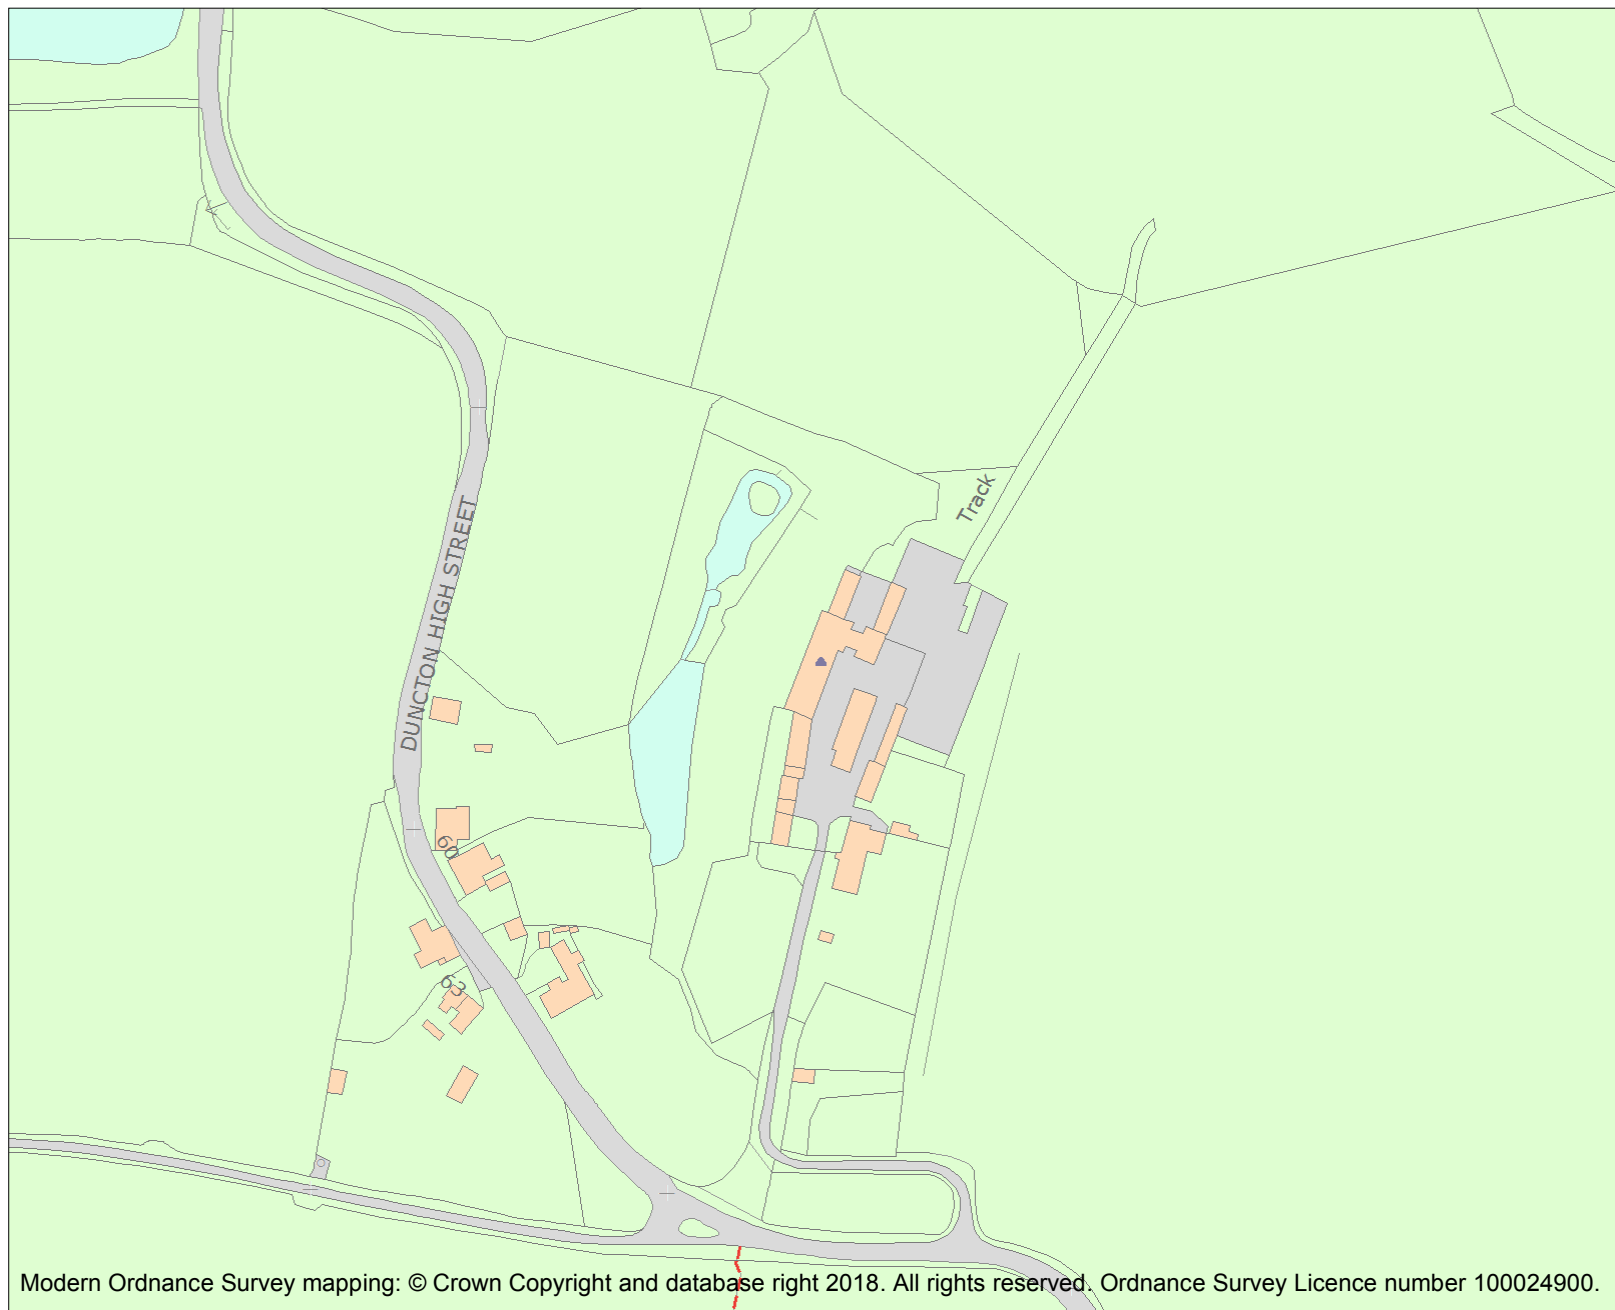 Track
DUNCTON HIGH STREET
60
63
Modern Ordnance Survey mapping: © Crown Copyright and database right 2018. All rights reserved. Ordnance Survey Licence number 100024900.